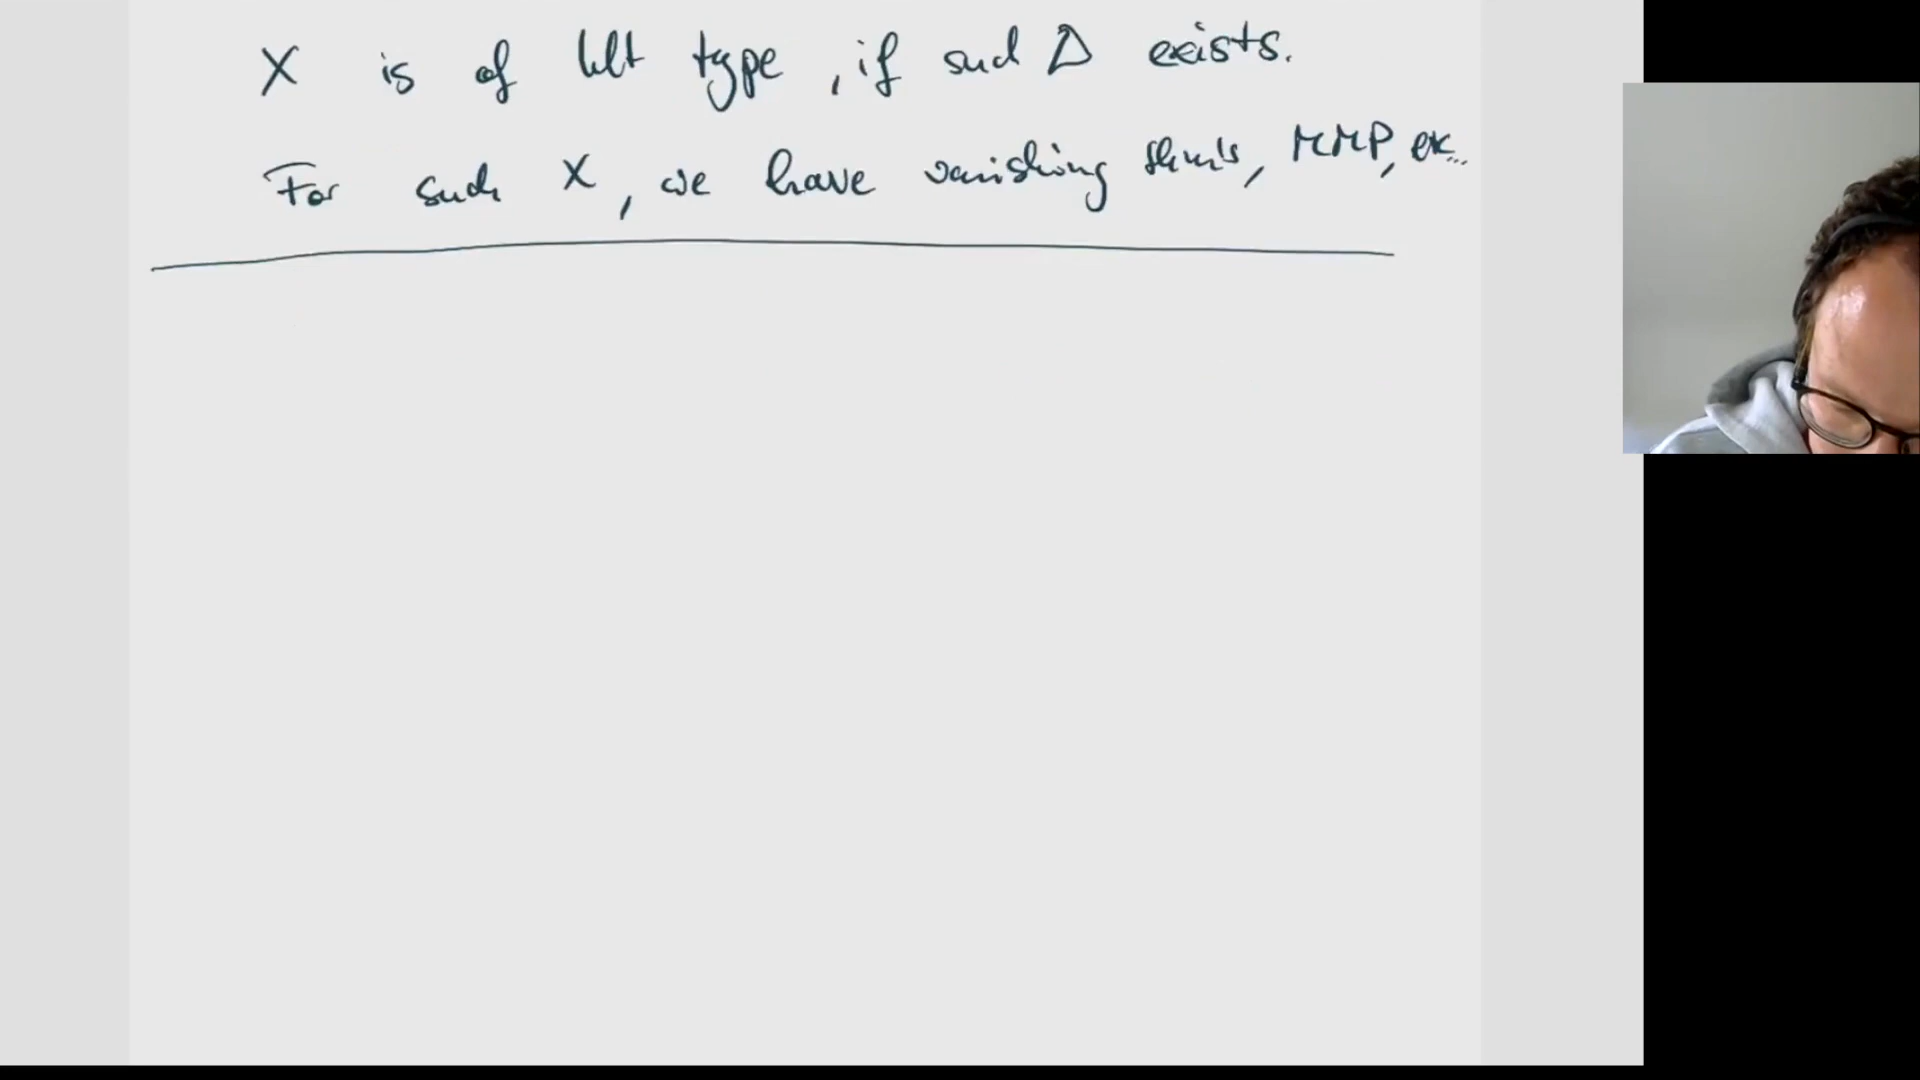 X is of klt type, if such Δ exists.
For such X, we have vanishing thm's, MMP, etc...